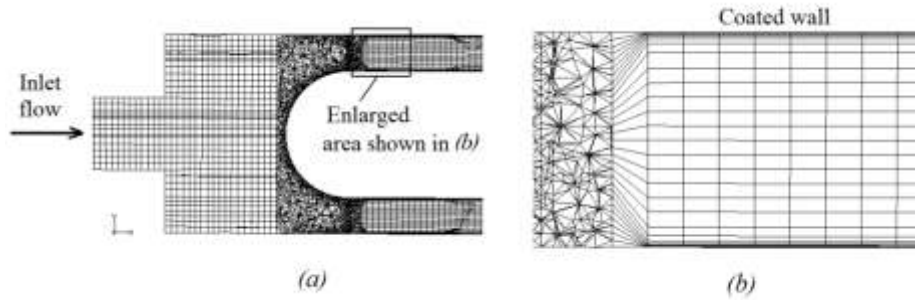 Coated wall
Inlet
flow
Enlarged
area shown in (b)
(a)
(b)